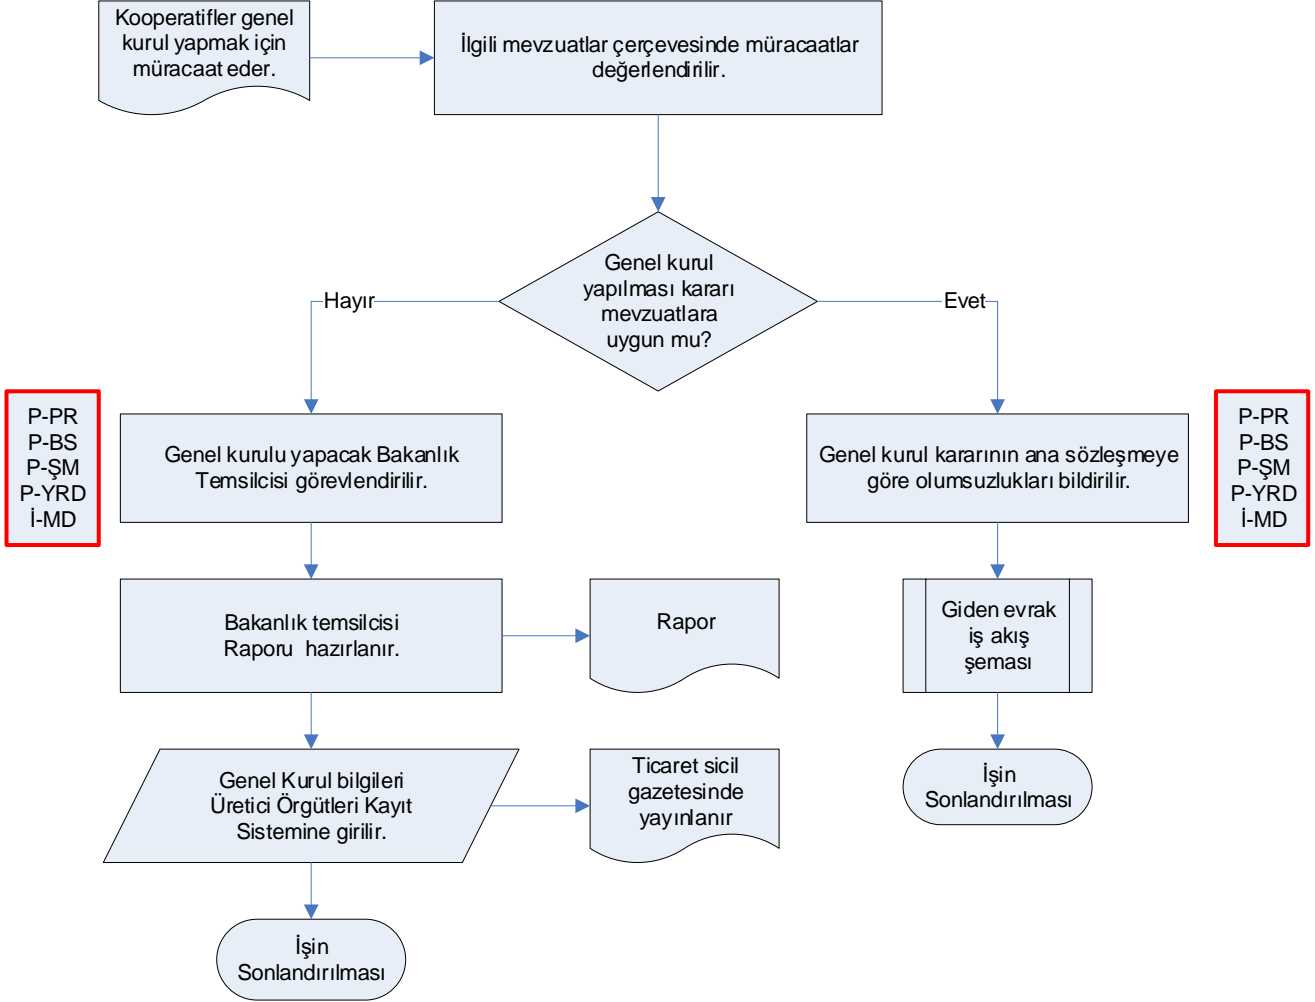 Kooperatifler genel
kurul yapmak için
müracaat eder.
İlgili mevzuatlar çerçevesinde müracaatlar
değerlendirilir.
Genel kurul
yapılması kararı
mevzuatlara
uygun mu?
Hayır
Evet
P-PR
P-BS
P-ŞM
P-YRD
İ-MD
Genel kurulu yapacak Bakanlık
Temsilcisi görevlendirilir.
Genel kurul kararının ana sözleşmeye
göre olumsuzlukları bildirilir.
P-PR
P-BS
P-ŞM
P-YRD
İ-MD
Bakanlık temsilcisi
Raporu hazırlanır.
Rapor
Giden evrak
iş akış
şeması
Genel Kurul bilgileri
Üretici Örgütleri Kayıt
Sistemine girilir.
Ticaret sicil
gazetesinde
yayınlanır
İşin
Sonlandırılması
İşin
Sonlandırılması